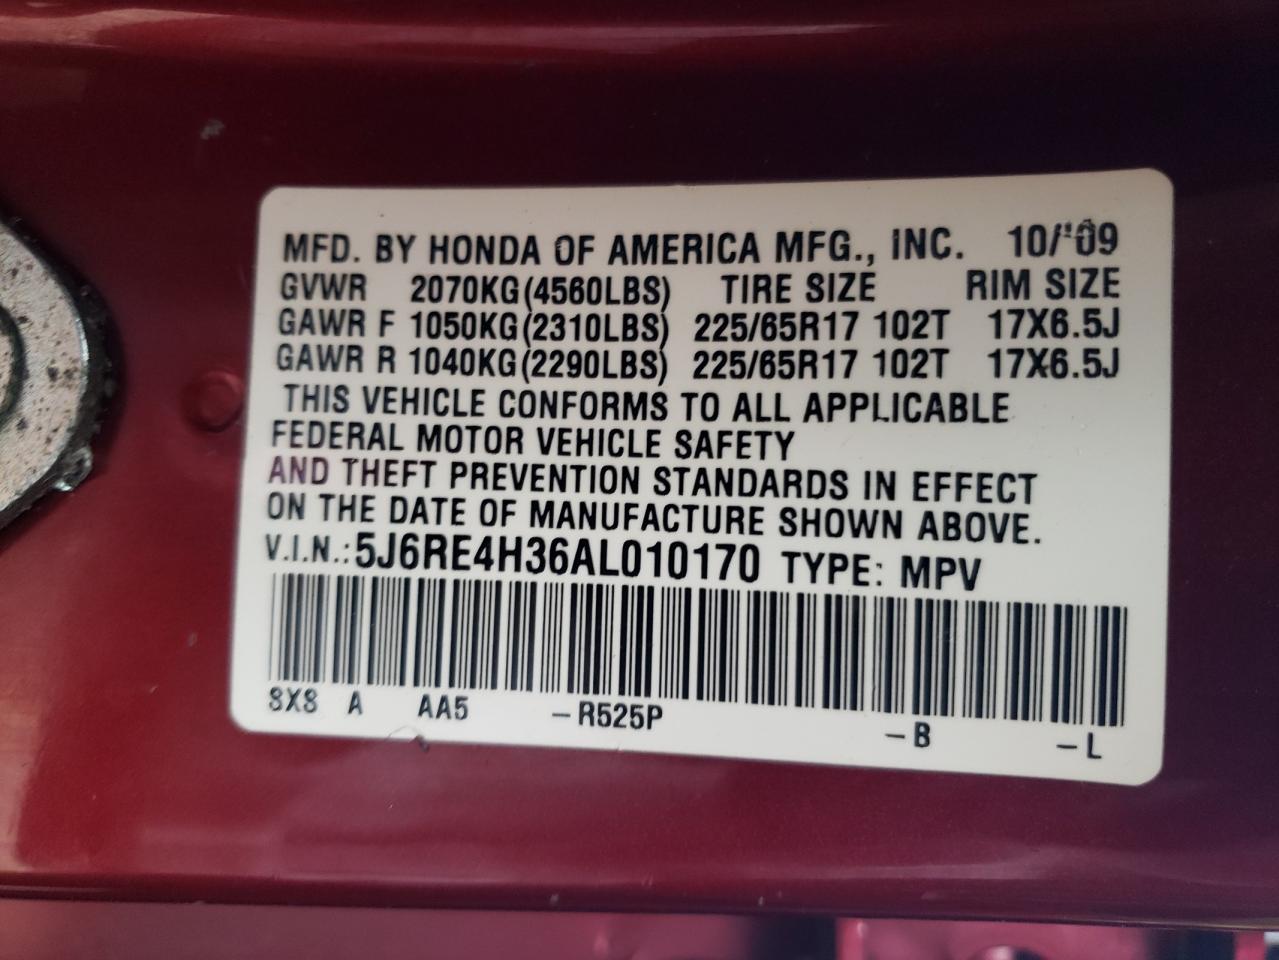 MFD. BY HONDA OF AMERICA MFG., INC. 10/'09
GVWR 2070KG(4560LBS) TIRE SIZE RIM SIZE
GAWR F 1050KG(2310LBS) 225/65R17 102T 17X6.5J
GAWR R 1040KG(2290LBS) 225/65R17 102T 17X6.5J
THIS VEHICLE CONFORMS TO ALL APPLICABLE
FEDERAL MOTOR VEHICLE SAFETY
AND THEFT PREVENTION STANDARDS IN EFFECT
ON THE DATE OF MANUFACTURE SHOWN ABOVE.
V.I.N.: 5J6RE4H36AL010170 TYPE: MPV
SXS A AA5 –R525P –B –L